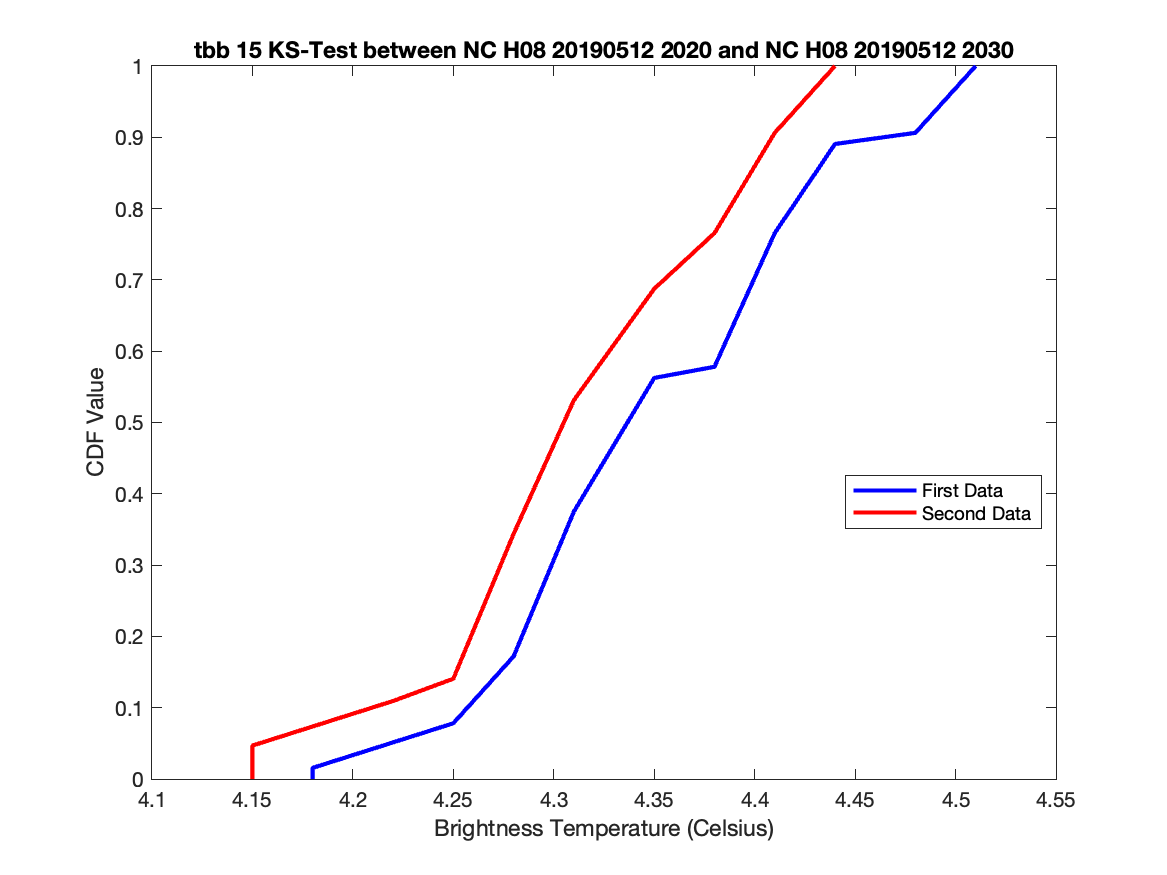 tbb 15 KS-Test between NC H08 20190512 2020 and NC H08 20190512 2030
1
0.9
0.8
0.7
0.6
0.5
0.4
0.3
0.2
0.1
0
CDF Value
First Data
Second Data
4.1 4.15 4.2 4.25 4.3 4.35 4.4 4.45 4.5 4.55
Brightness Temperature (Celsius)